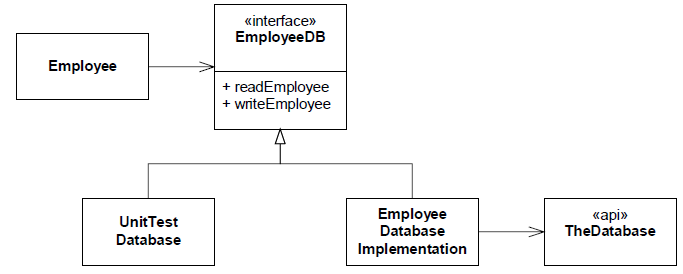 «interface»
EmployeeDB
Employee
+ readEmployee
+ writeEmployee
UnitTest
Database
Employee
Database
Implementation
«api»
TheDatabase